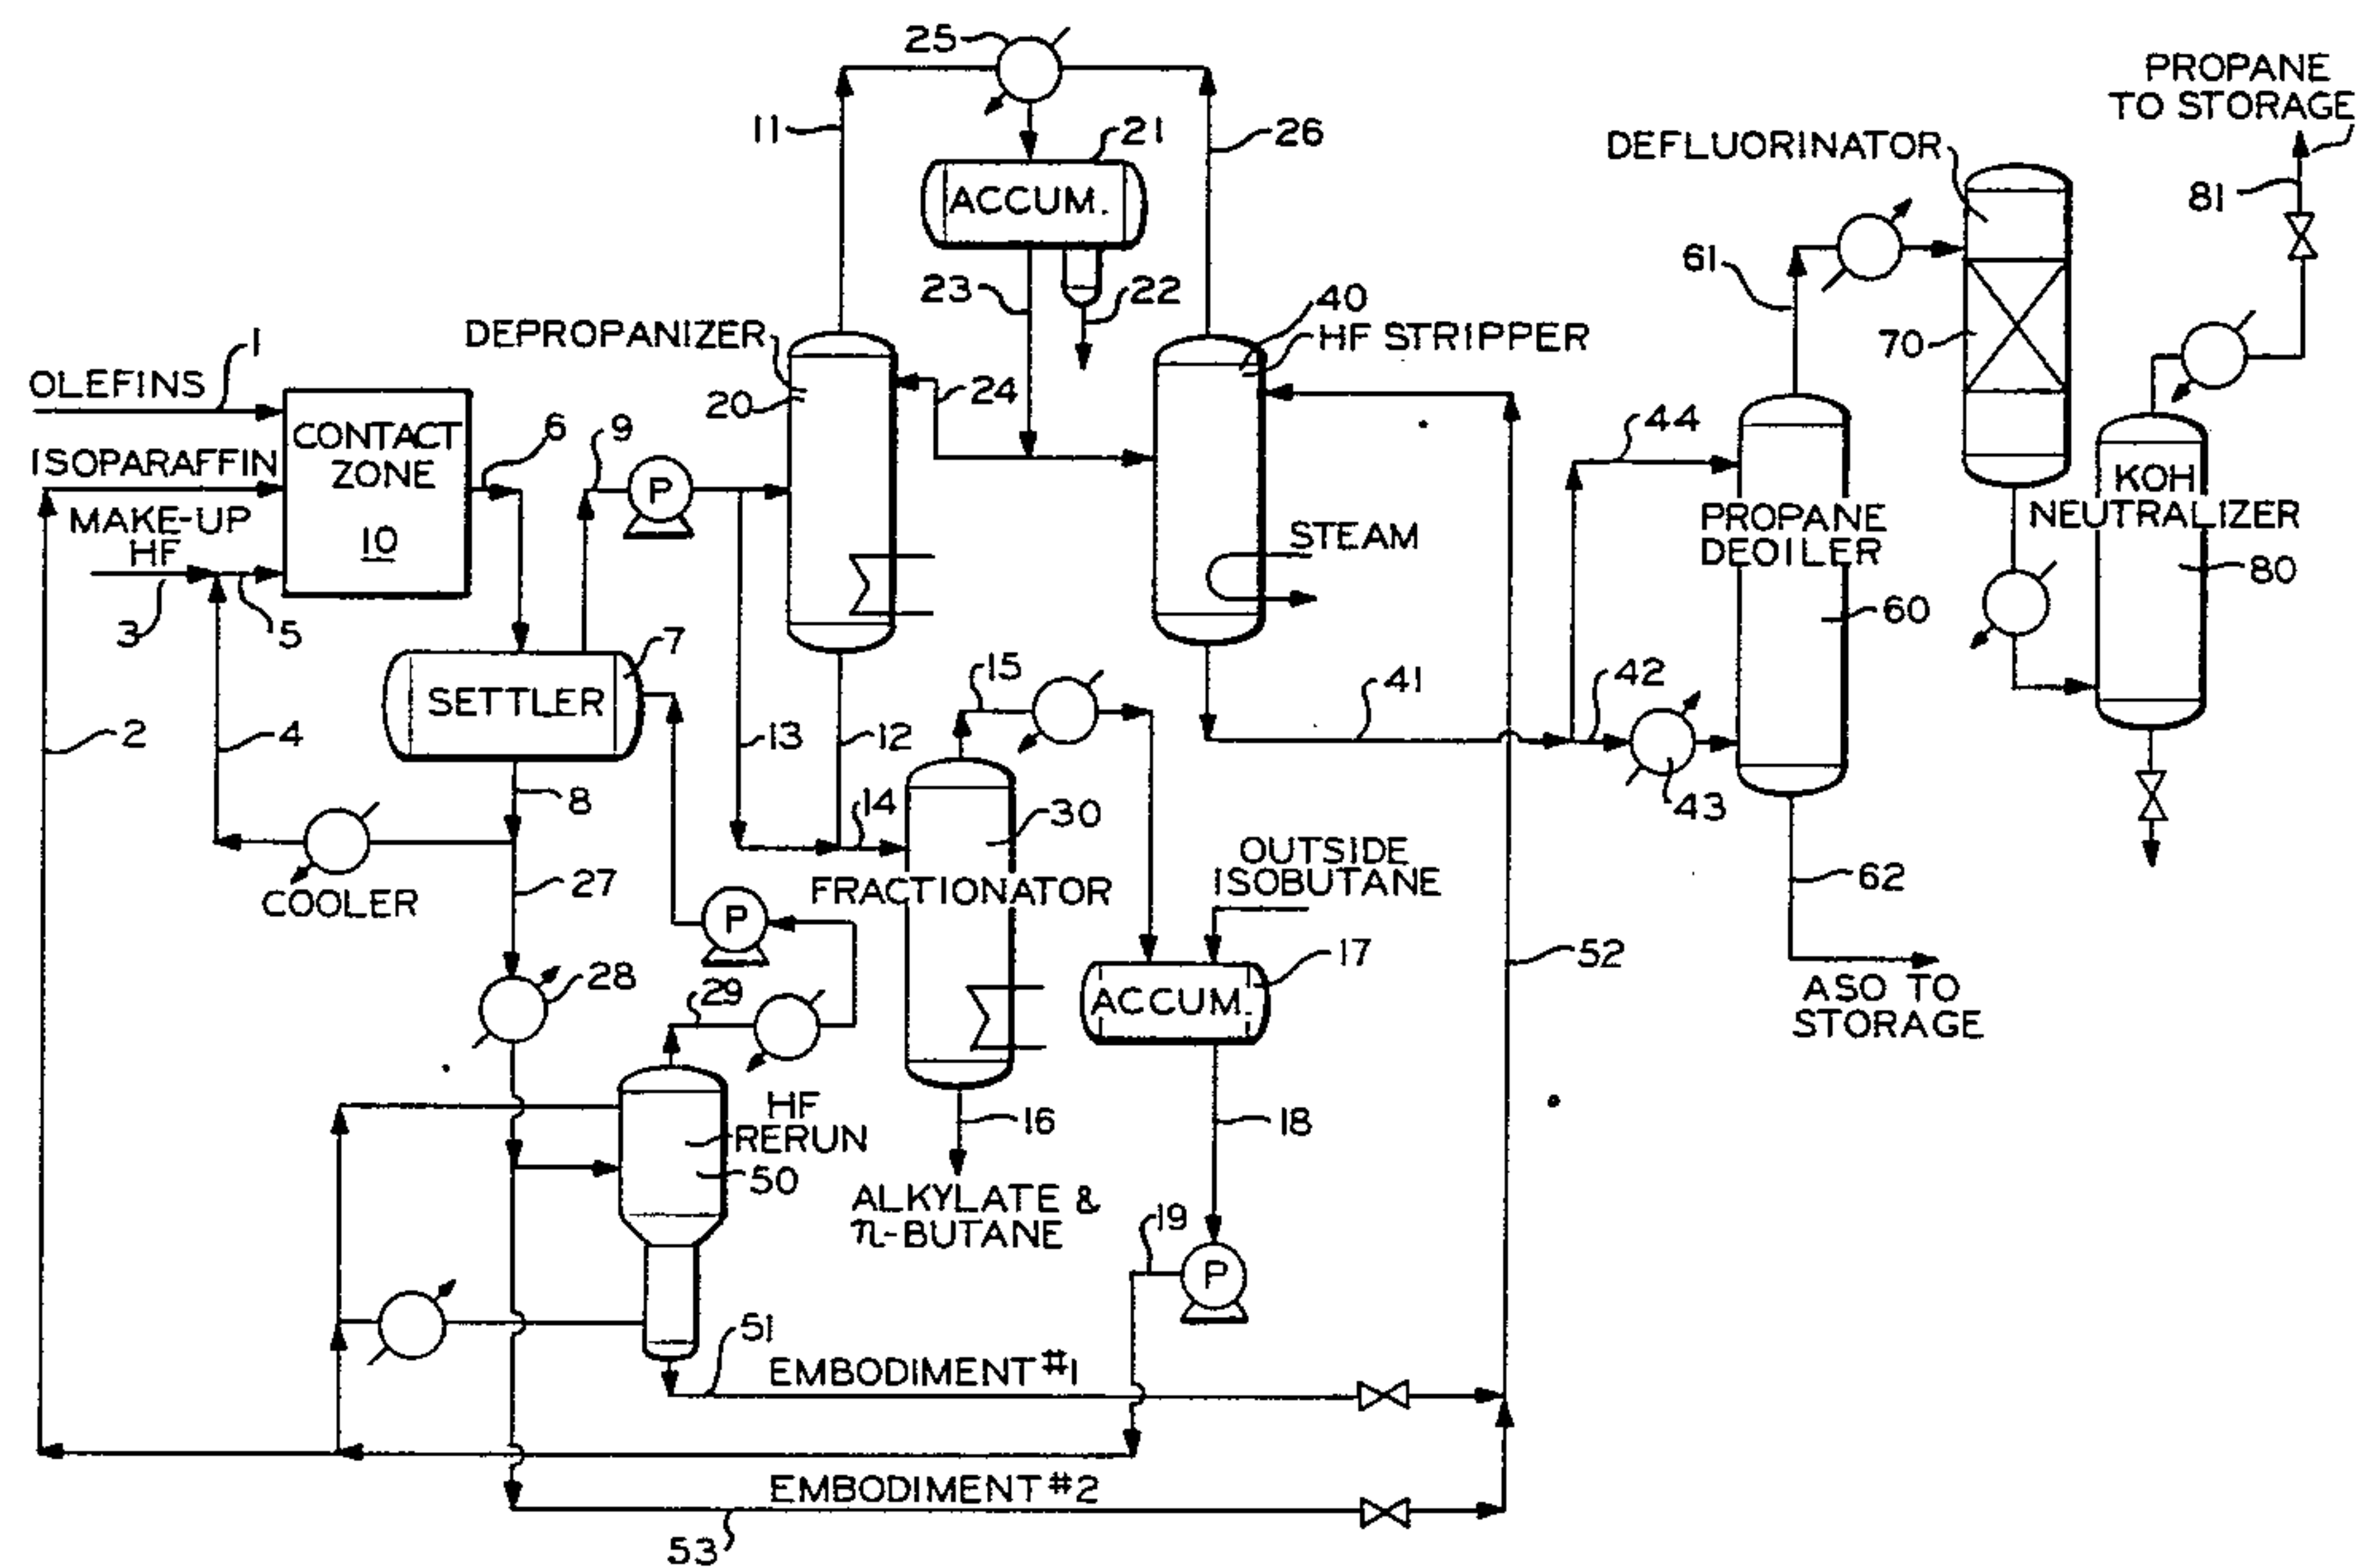 25
PROPANE
TO STORAGE
11
21
26
DEFLUORINATOR
ACCUM.
81
61
23
22
40
DEPROPANIZER
HF STRIPPER
70
1
OLEFINS
20
24
CONTACT
ZONE
10
6
9
44
ISOPARAFFIN
P
KOH
NEUTRALIZER
MAKE-UP
HF
PROPANE
DEOILER
STEAM
80
3
5
7
60
SETTLER
15
41
42
2
4
13
12
8
14
30
43
OUTSIDE
ISOBUTANE
COOLER
27
FRACTIONATOR
62
P
17
28
29
52
ACCUM.
ASO TO
STORAGE
HF
RERUN
50
16
18
ALKYLATE &
n-BUTANE
19
P
51
EMBODIMENT #1
EMBODIMENT #2
53